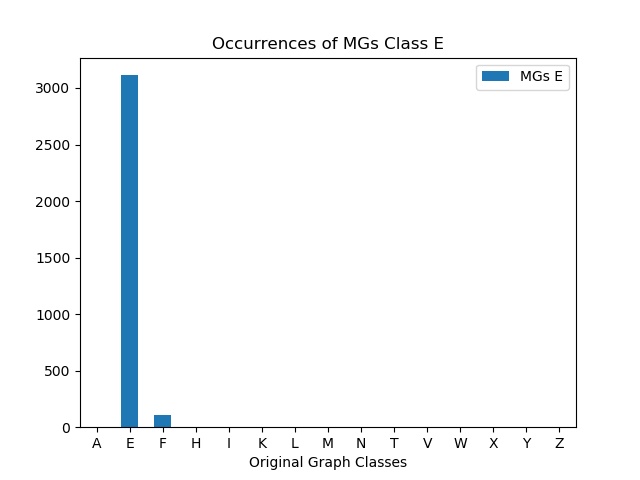 Occurrences of MGs Class E
MGs E
3000
2500
2000
1500
1000
500
0
A E F H I K L M N T V W X Y Z
Original Graph Classes